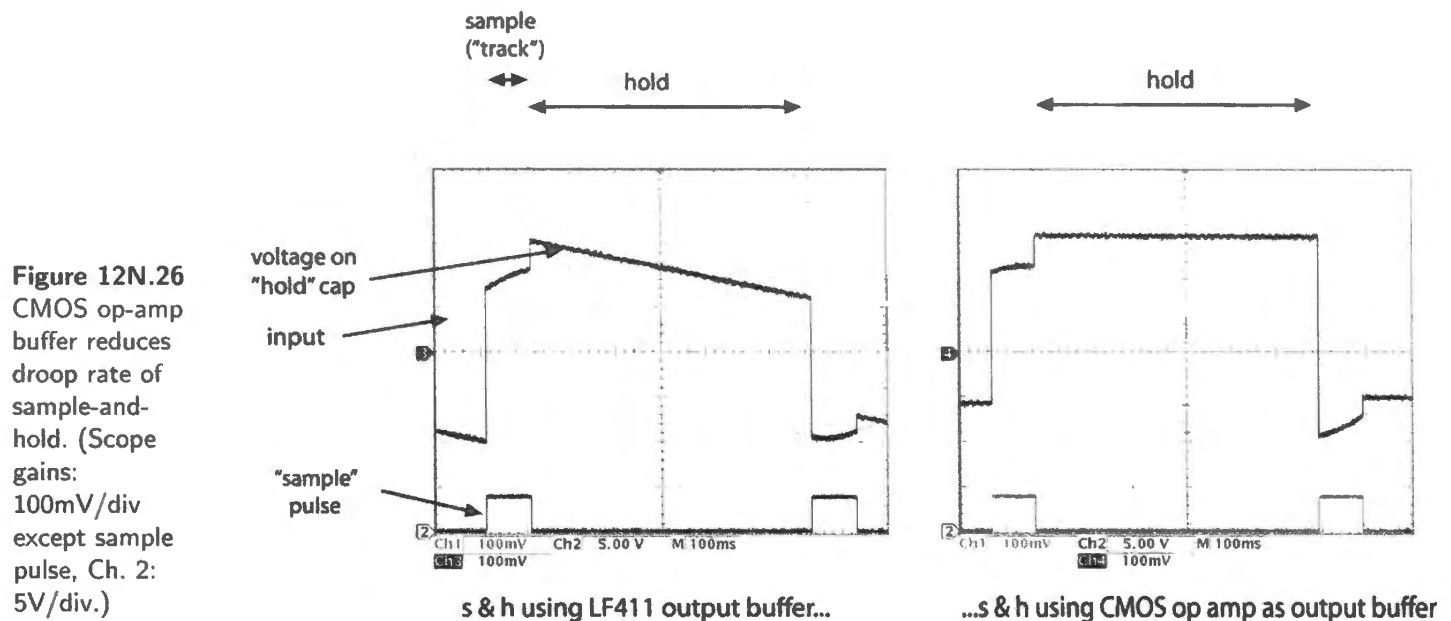 sample
("track")
hold
hold
Figure 12N.26
CMOS op-amp
buffer reduces
droop rate of
sample-and-
hold. (Scope
gains:
100mV/div
except sample
pulse, Ch. 2:
5V/div.)
voltage on
"hold" cap
input
"sample"
pulse
3
2
Ch1 100mV Ch2 5.00 V M 100ms
Ch3 100mV
2
Ch1 100mV Ch2 5.00 V M 100ms
100mV
s & h using LF411 output buffer...
...s & h using CMOS op amp as output buffer